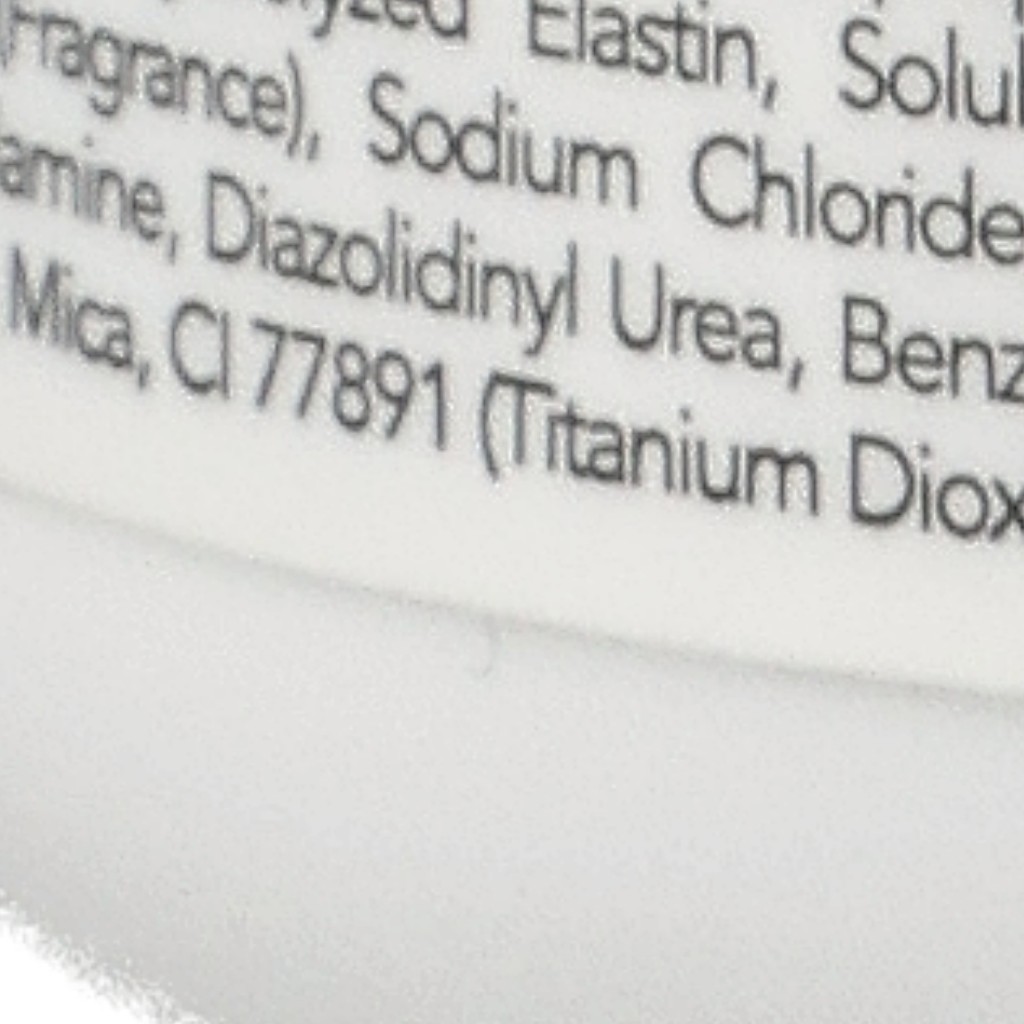 Elastin, Solu
(Fragrance), Sodium Chloride
amine, Diazolidinyl Urea, Benz
Mica, CI 77891 (Titanium Diox